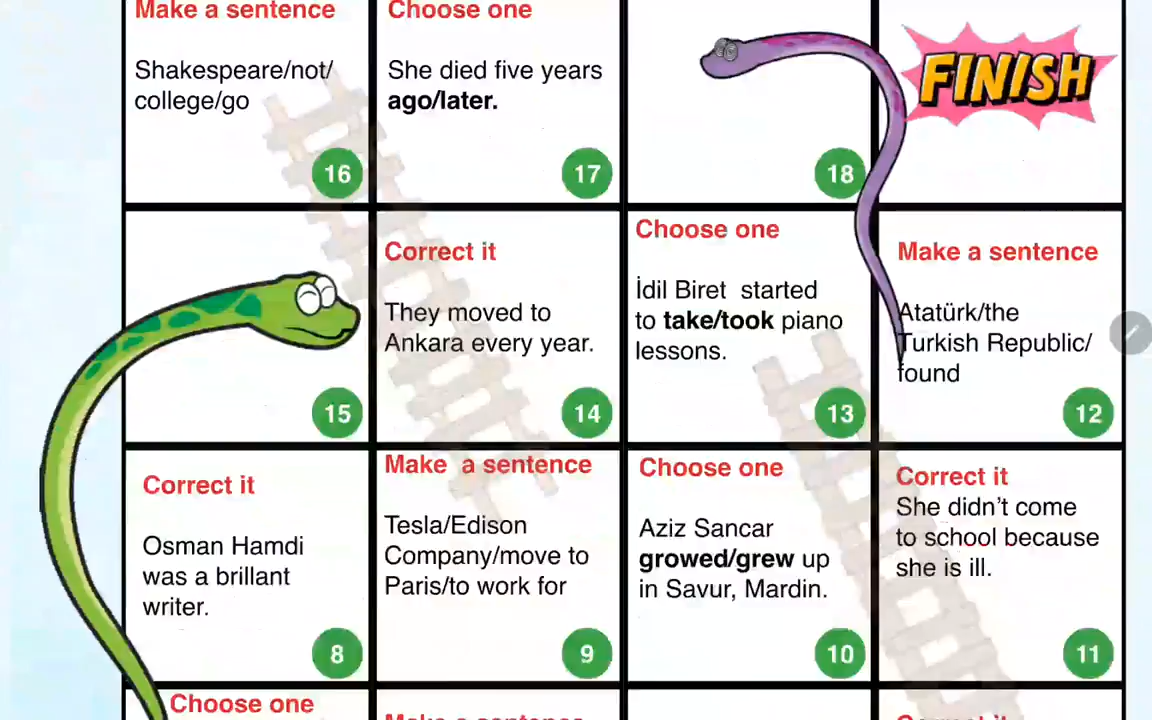 Make a sentence
Shakespeare/not/
college/go
16
Choose one
She died five years
ago/later.
17
18
FINISH
15
Correct it
They moved to
Ankara every year.
14
Choose one
İdil Biret started
to take/took piano
lessons.
13
Make a sentence
Atatürk/the
Turkish Republic/
found
12
Correct it
Osman Hamdi
was a brillant
writer.
8
Make a sentence
Tesla/Edison
Company/move to
Paris/to work for
9
Choose one
Aziz Sancar
growed/grew up
in Savur, Mardin.
10
Correct it
She didn't come
to school because
she is ill.
11
Choose one
Make a sentence
Correct it